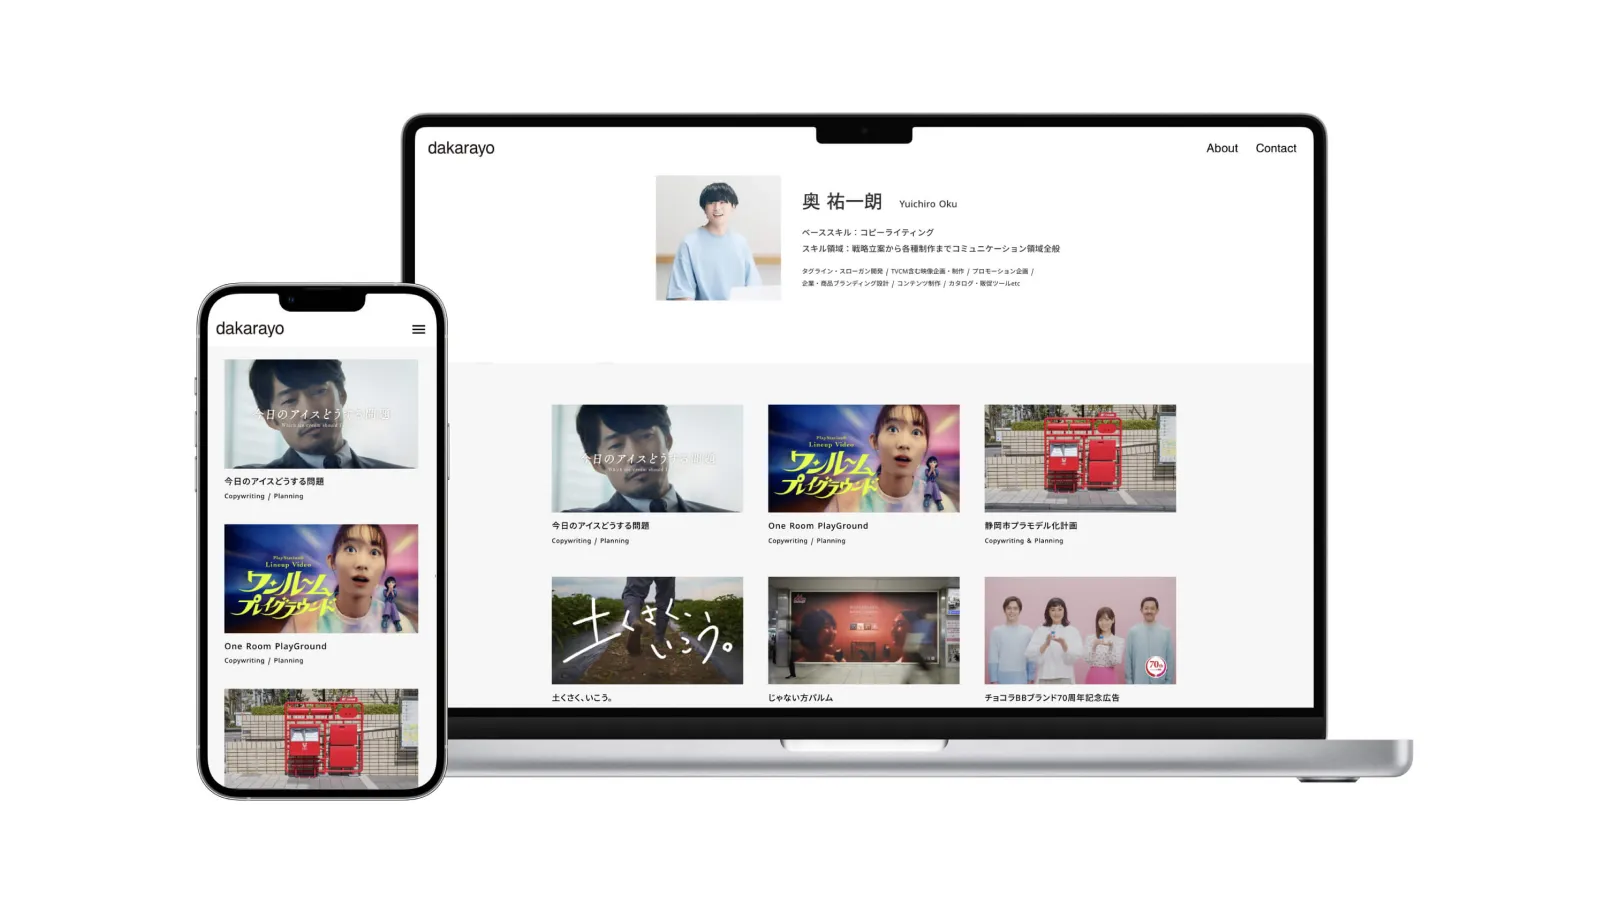 dakarayo
About Contact
奥 祐一朗 Yuichiro Oku
ベーススキル：コピーライティング
スキル領域：戦略立案から各種制作までコミュニケーション領域全般
タグライン・スローガン開発 / TVCM含む映像企画・制作 / プロモーション企画 /
企業・商品ブランディング設計 / コンテンツ制作 / カタログ・販促ツールetc
今日のアイスどうする問題
今日のアイスどうする問題
Copywriting / Planning
PlayStation®
Lineup Video
ワンルーム
プレイグラウンド
One Room PlayGround
Copywriting / Planning
静岡市プラモデル化計画
Copywriting & Planning
土くさく、いこう。
土くさく、いこう。
じゃない方パルム
70th
チョコラBBブランド70周年記念広告
dakarayo
今日のアイスどうする問題
今日のアイスどうする問題
Copywriting / Planning
PlayStation®
Lineup Video
ワンルーム
プレイグラウンド
One Room PlayGround
Copywriting / Planning